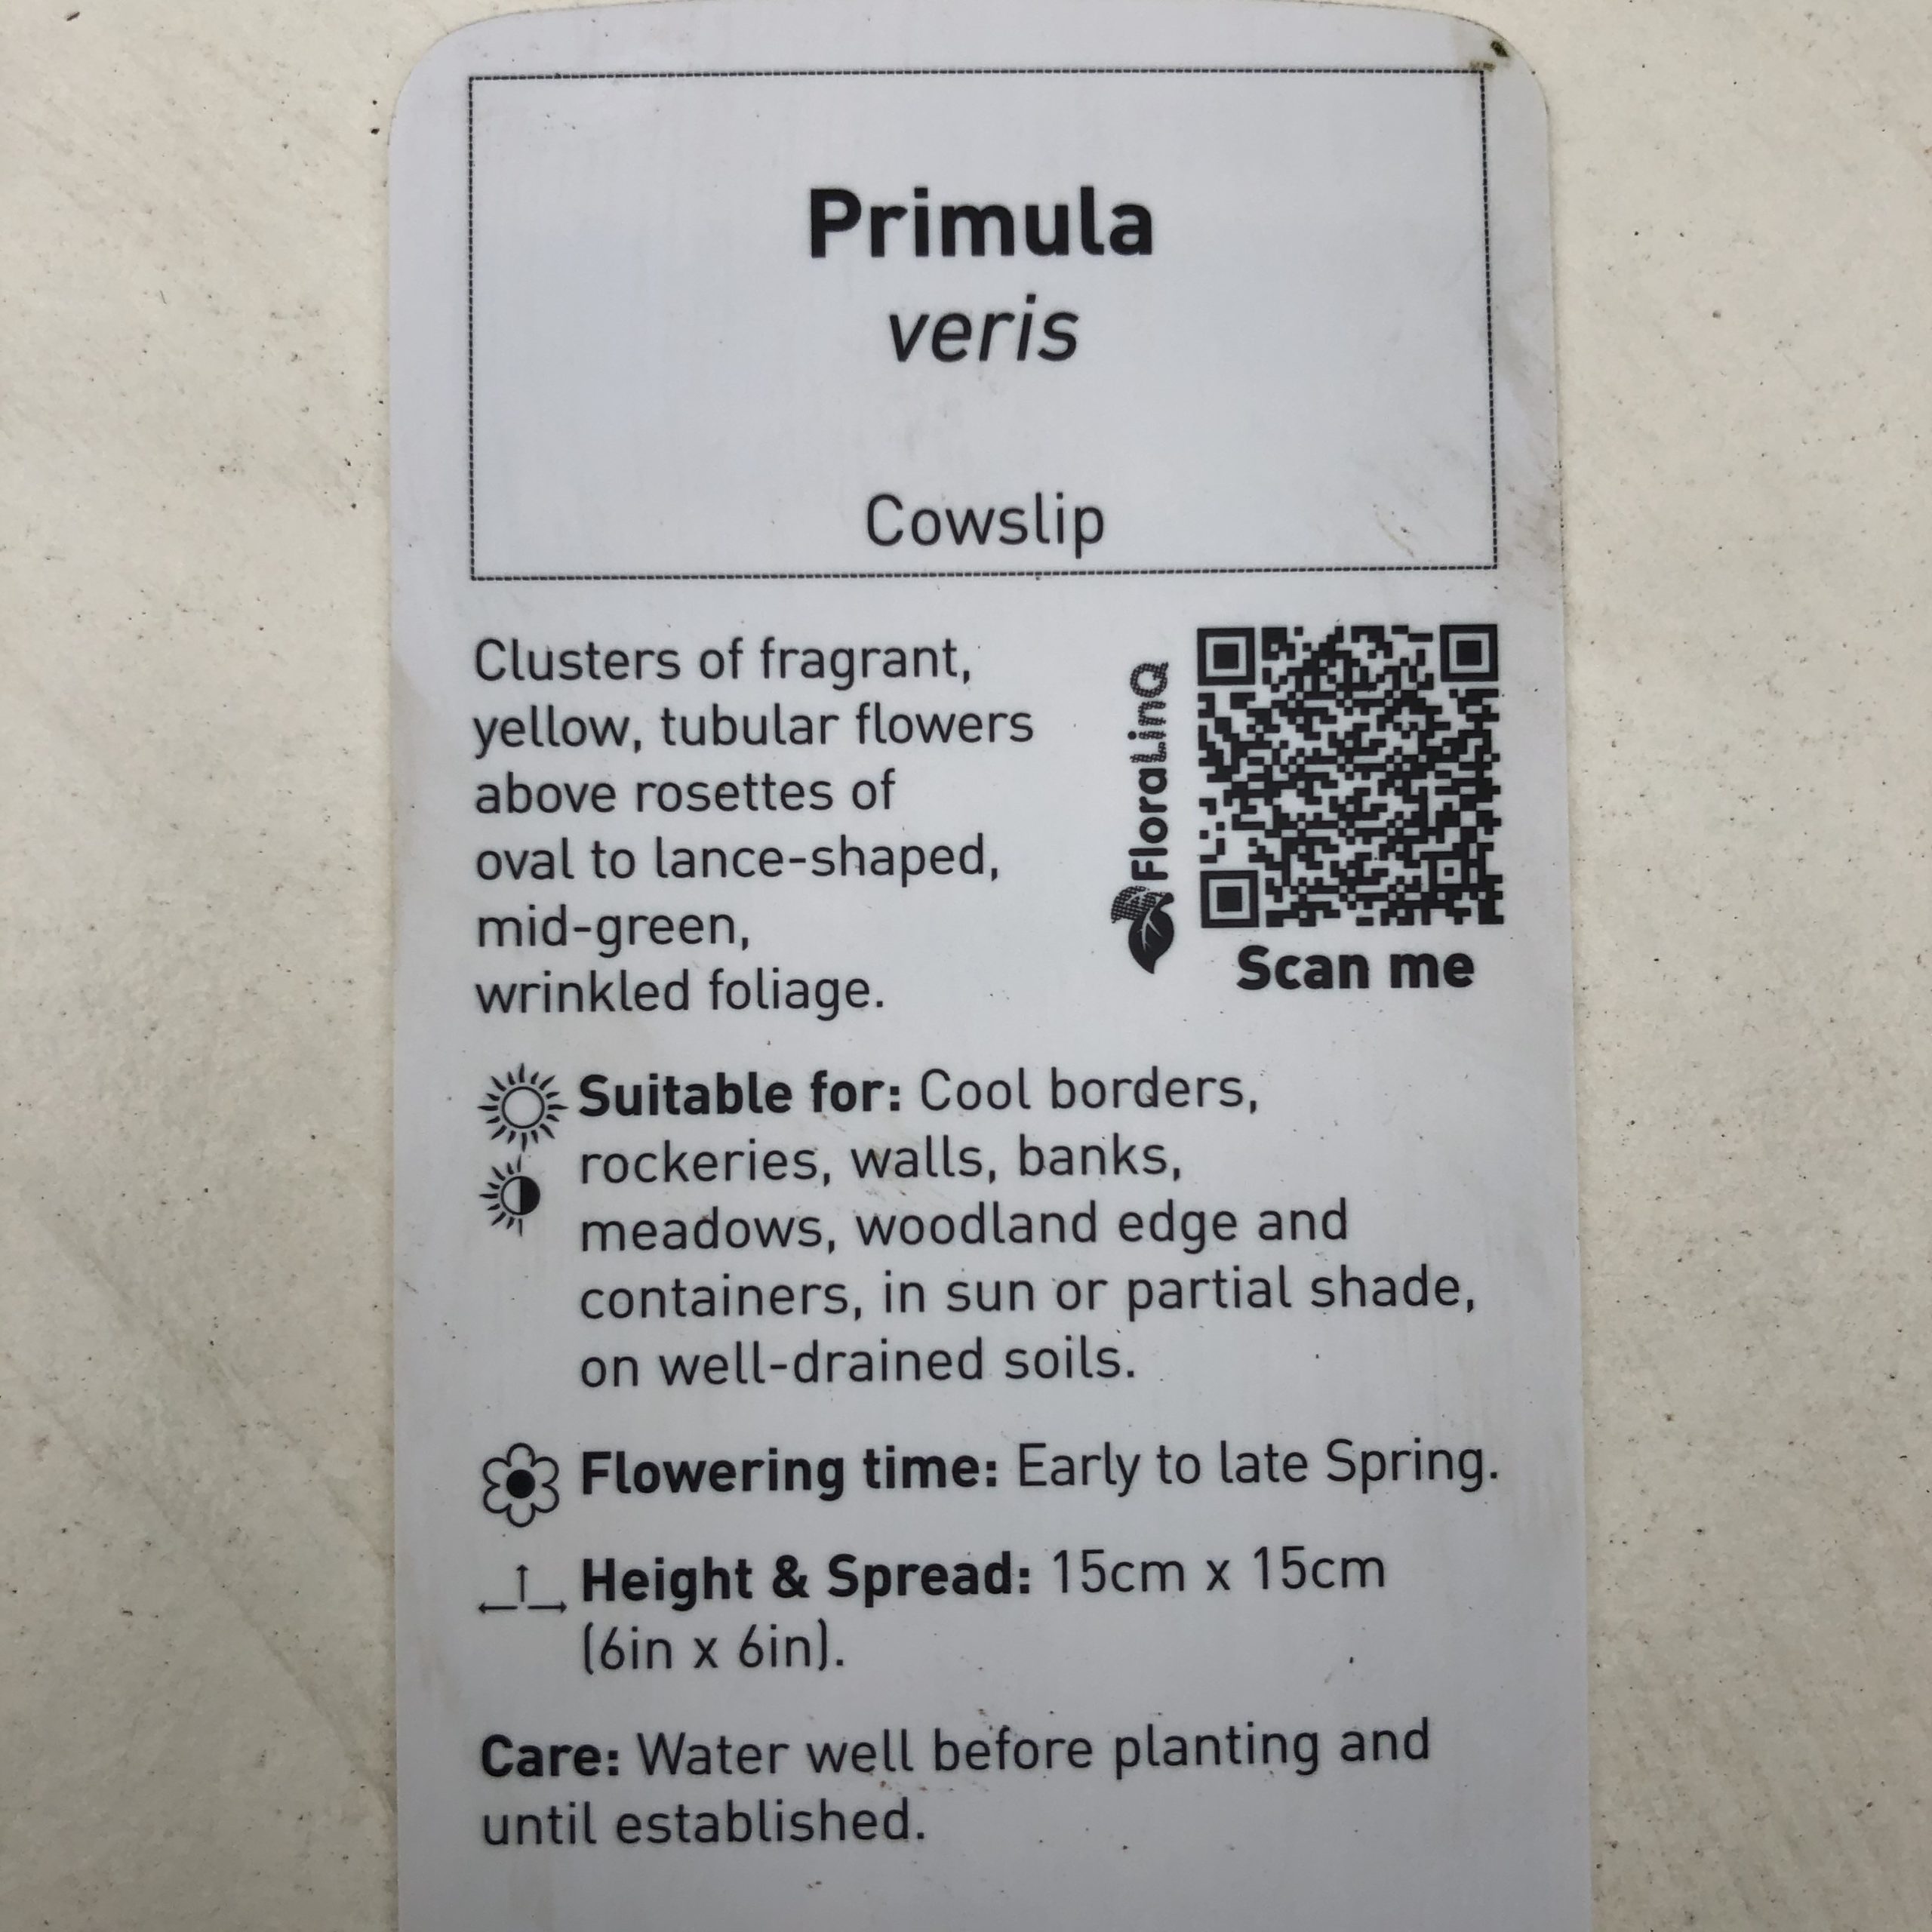 Primula
veris
Cowslip
Clusters of fragrant,
yellow, tubular flowers
above rosettes of
oval to lance-shaped,
mid-green,
wrinkled foliage.
FloraLinQ
Scan me
Suitable for: Cool borders,
rockeries, walls, banks,
meadows, woodland edge and
containers, in sun or partial shade,
on well-drained soils.
Flowering time: Early to late Spring.
Height & Spread: 15cm x 15cm
(6in x 6in).
Care: Water well before planting and
until established.